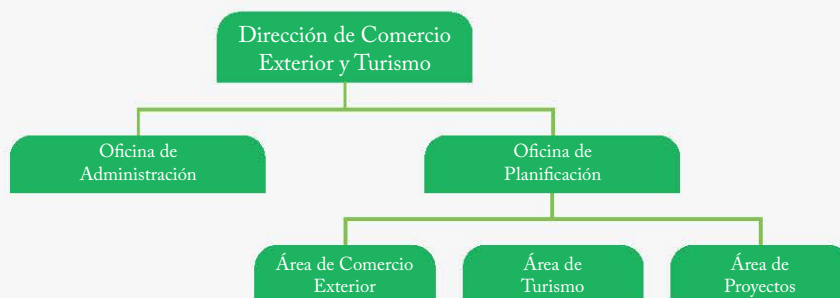 Dirección de Comercio
Exterior y Turismo
Oficina de
Administración
Oficina de
Planificación
Área de Comercio
Exterior
Área de
Turismo
Área de
Proyectos